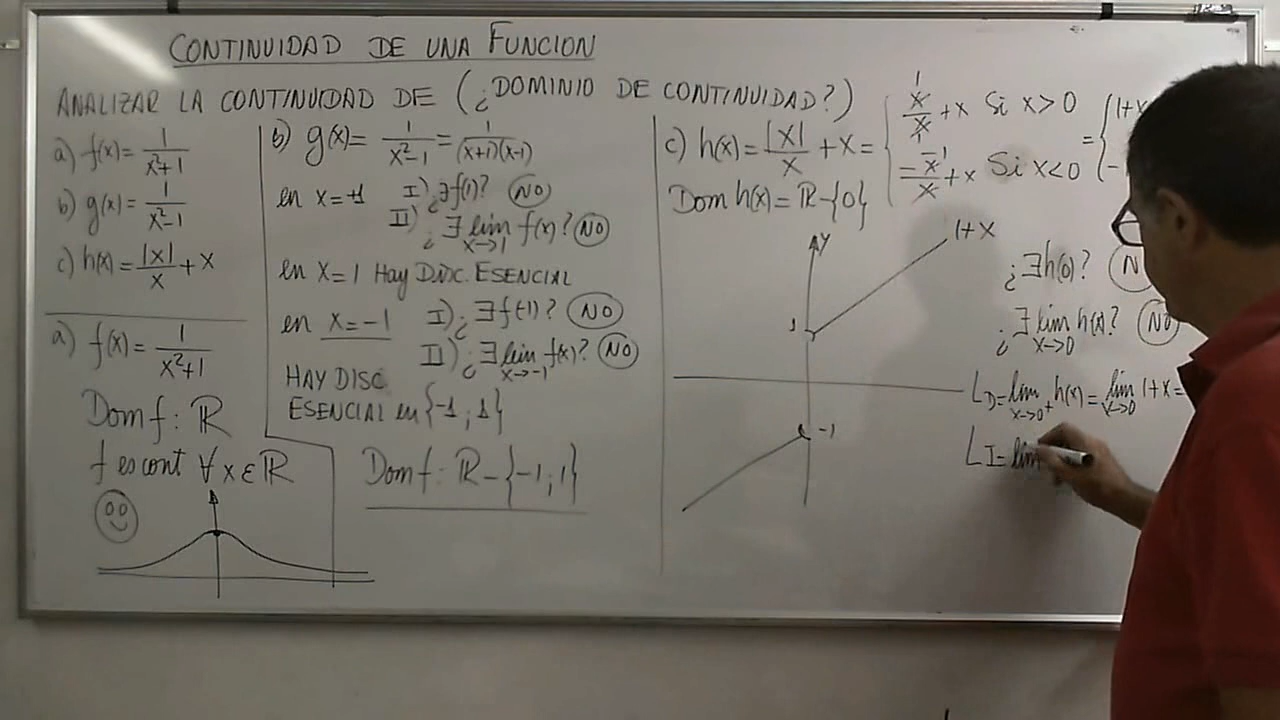 CONTINUIDAD DE UNA FUNCION
ANALIZAR LA CONTINUIDAD DE (¿DOMINIO DE CONTINUIDAD?)
a) f(x) = 1/(x²+1)
b) g(x) = 1/(x²-1)
c) h(x) = |x|/x + x
a) f(x) = 1/(x²+1)
Dom f: ℝ
f es cont ∀ x ∈ ℝ
b) g(x) = 1/(x²-1) = 1/((x+1)(x-1))
en x = 1 I) ¿∃ f(1)? NO
II) ¿∃ lim x→1 f(x)? NO
en x = 1 Hay DISC. ESENCIAL
en x = -1 I) ¿∃ f(-1)? NO
II) ¿∃ lim x→-1 f(x)? NO
HAY DISC
ESENCIAL en {-1; 1}
Dom f: ℝ - {-1; 1}
c) h(x) = |x|/x + x = { x/x + x Si x > 0
-x/x + x Si x < 0
= { 1+x
-
Dom h(x) = ℝ - {0}
y
1+x
1
-1
¿∃ h(0)? N
¿∃ lim x→0 h(x)? NO
L_D = lim x→0⁺ h(x) = lim x→0 1+x =
L_I = lim